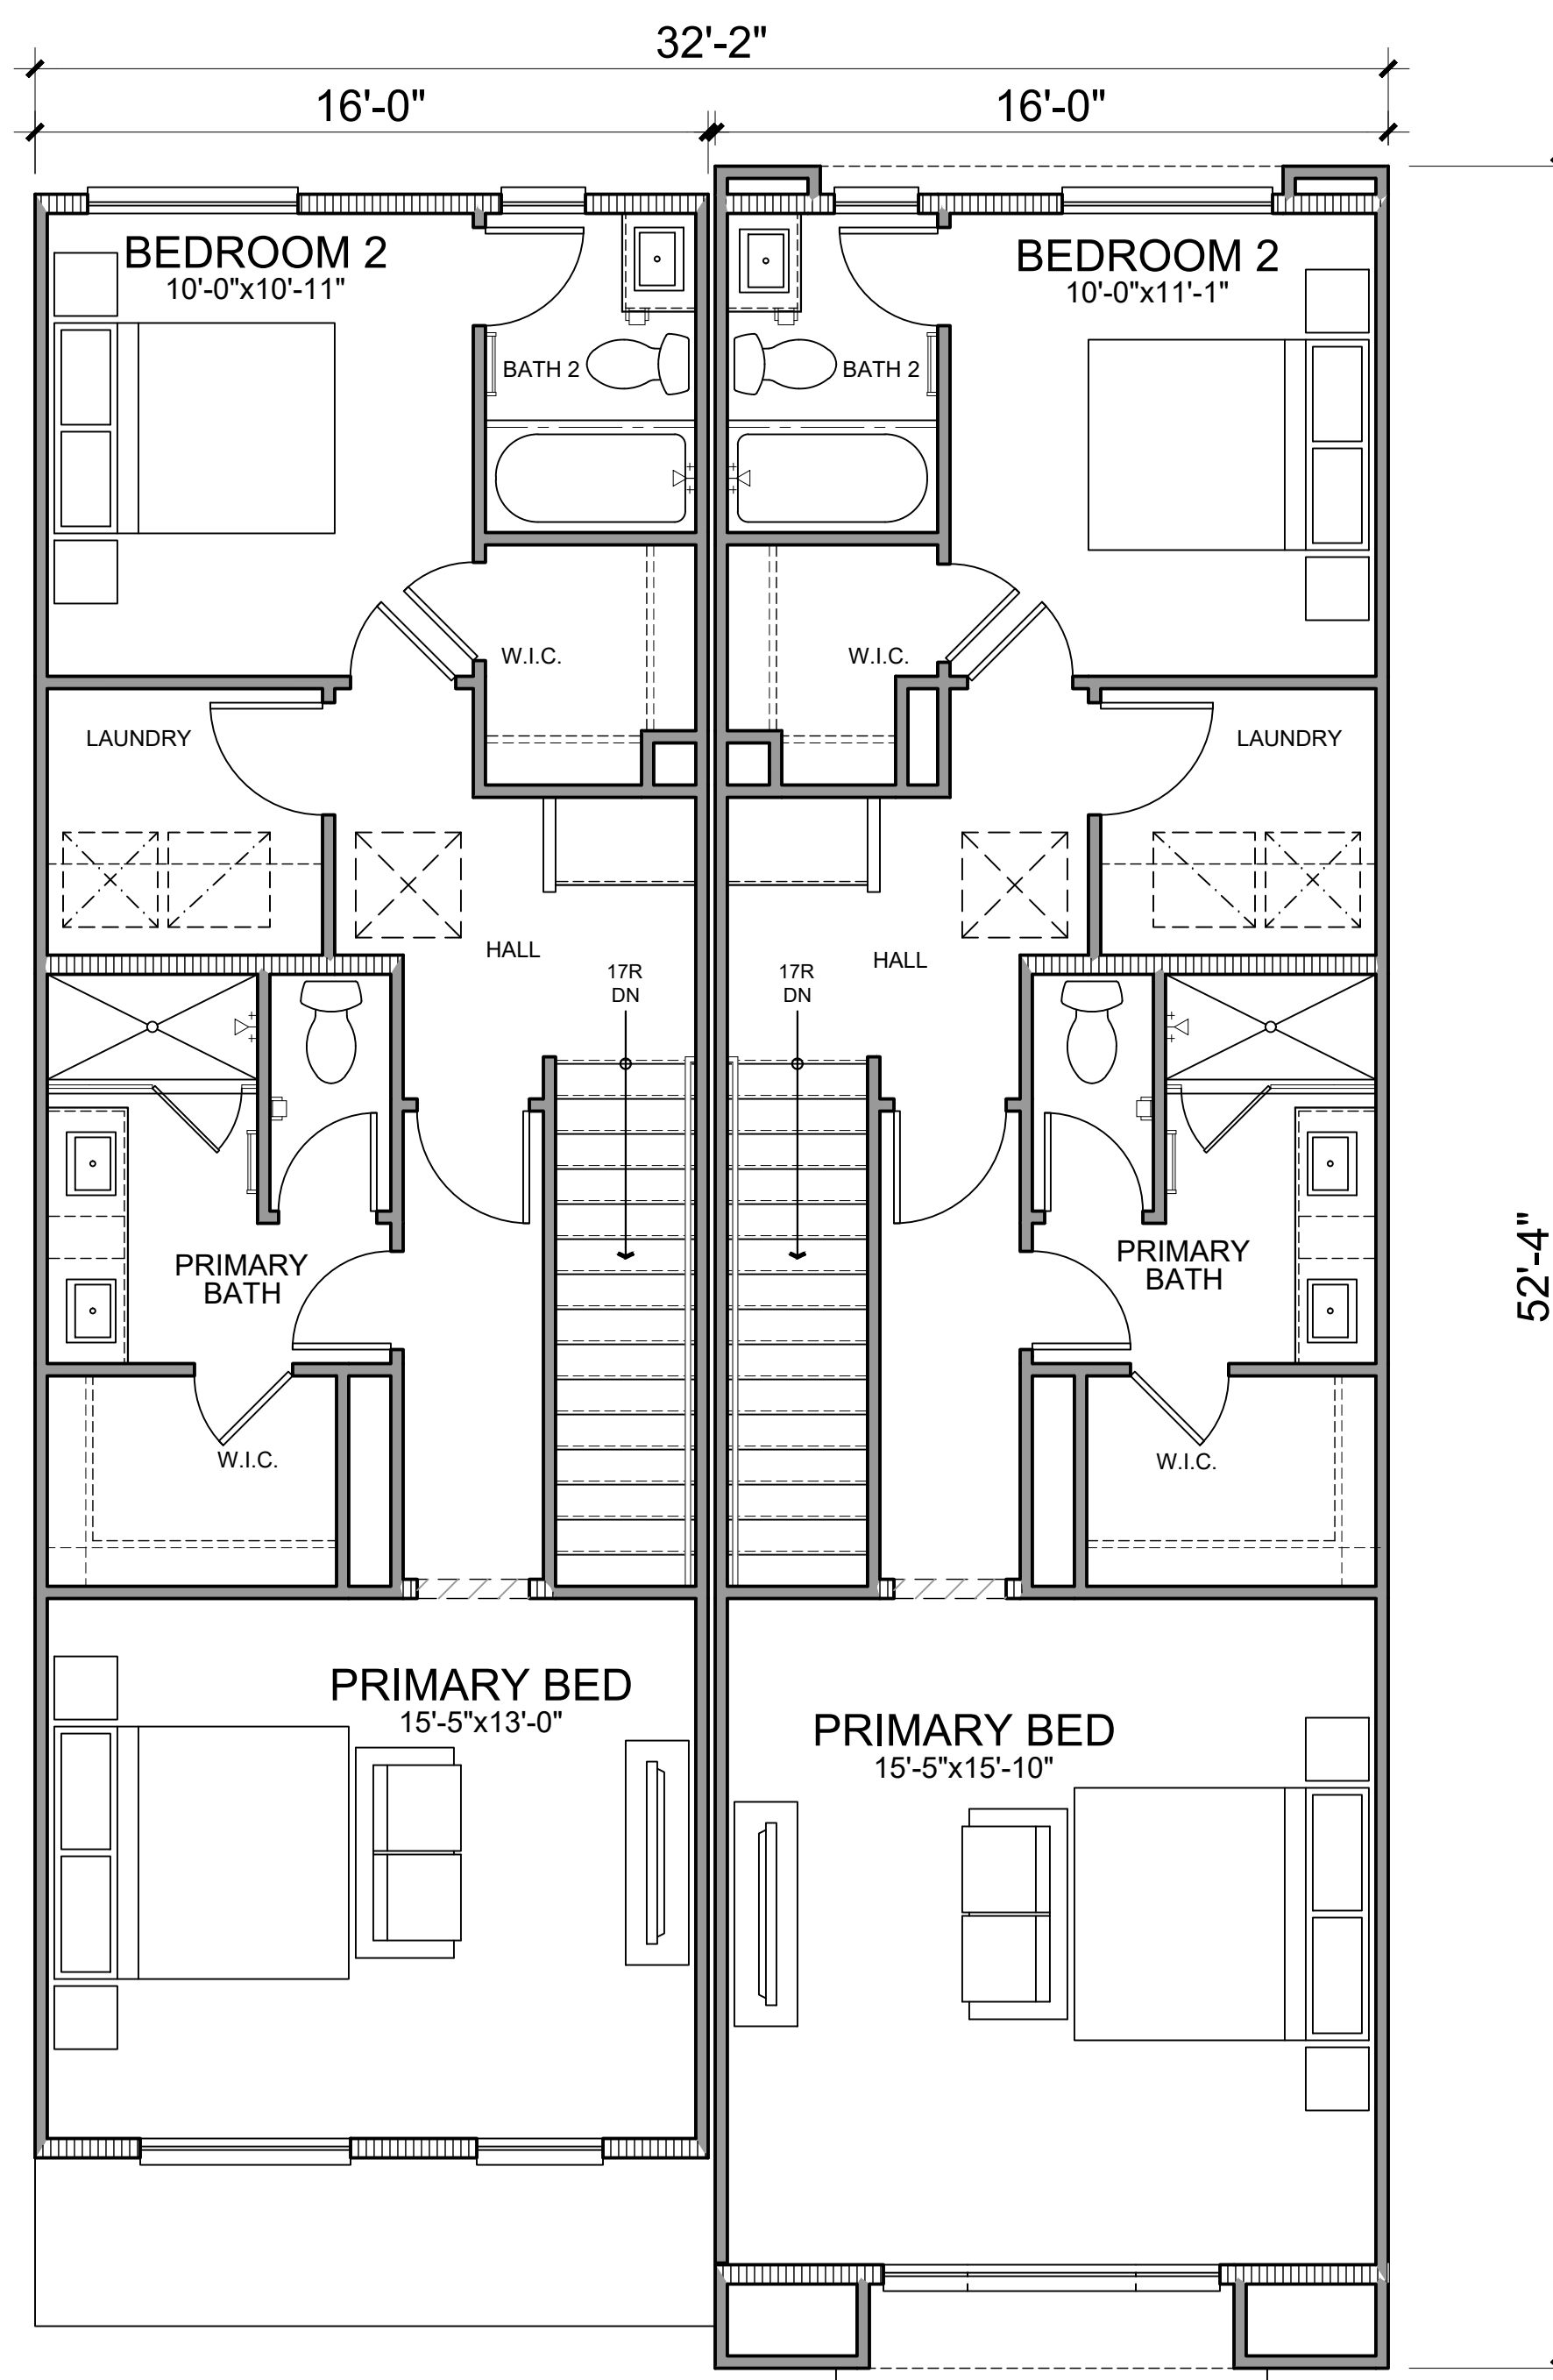 32'-2"
16'-0"
16'-0"
BEDROOM 2
10'-0"x10'-11"
BEDROOM 2
10'-0"x11'-1"
BATH 2
BATH 2
W.I.C.
W.I.C.
LAUNDRY
LAUNDRY
HALL
HALL
17R
DN
17R
DN
PRIMARY
BATH
PRIMARY
BATH
52'-4"
W.I.C.
W.I.C.
PRIMARY BED
15'-5"x13'-0"
PRIMARY BED
15'-5"x15'-10"